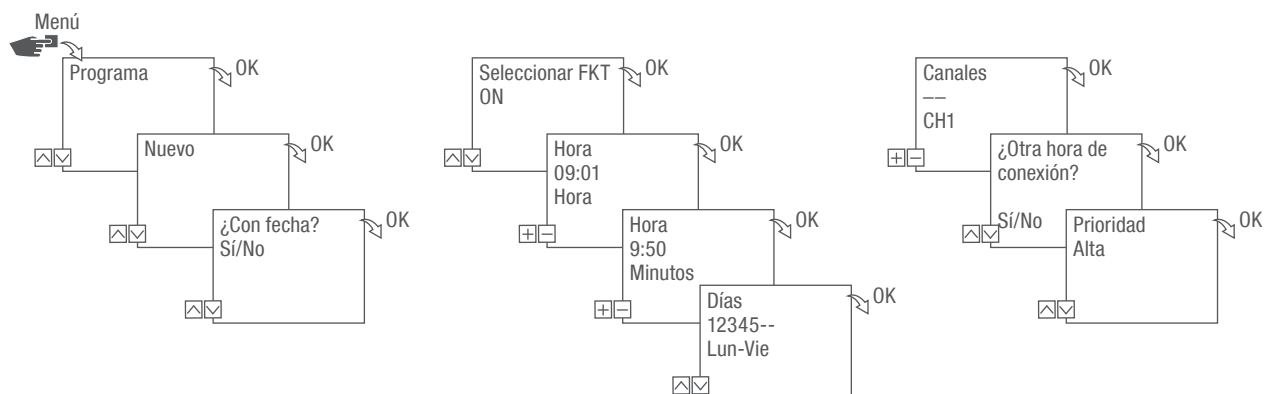 Menú
Programa
OK
Nuevo
OK
¿Con fecha?
Sí/No
OK
Seleccionar FKT
ON
OK
Hora
09:01
Hora
OK
Hora
9:50
Minutos
OK
Días
12345--
Lun-Vie
OK
Canales
––
CH1
OK
¿Otra hora de
conexión?
Sí/No
OK
Prioridad
Alta
OK